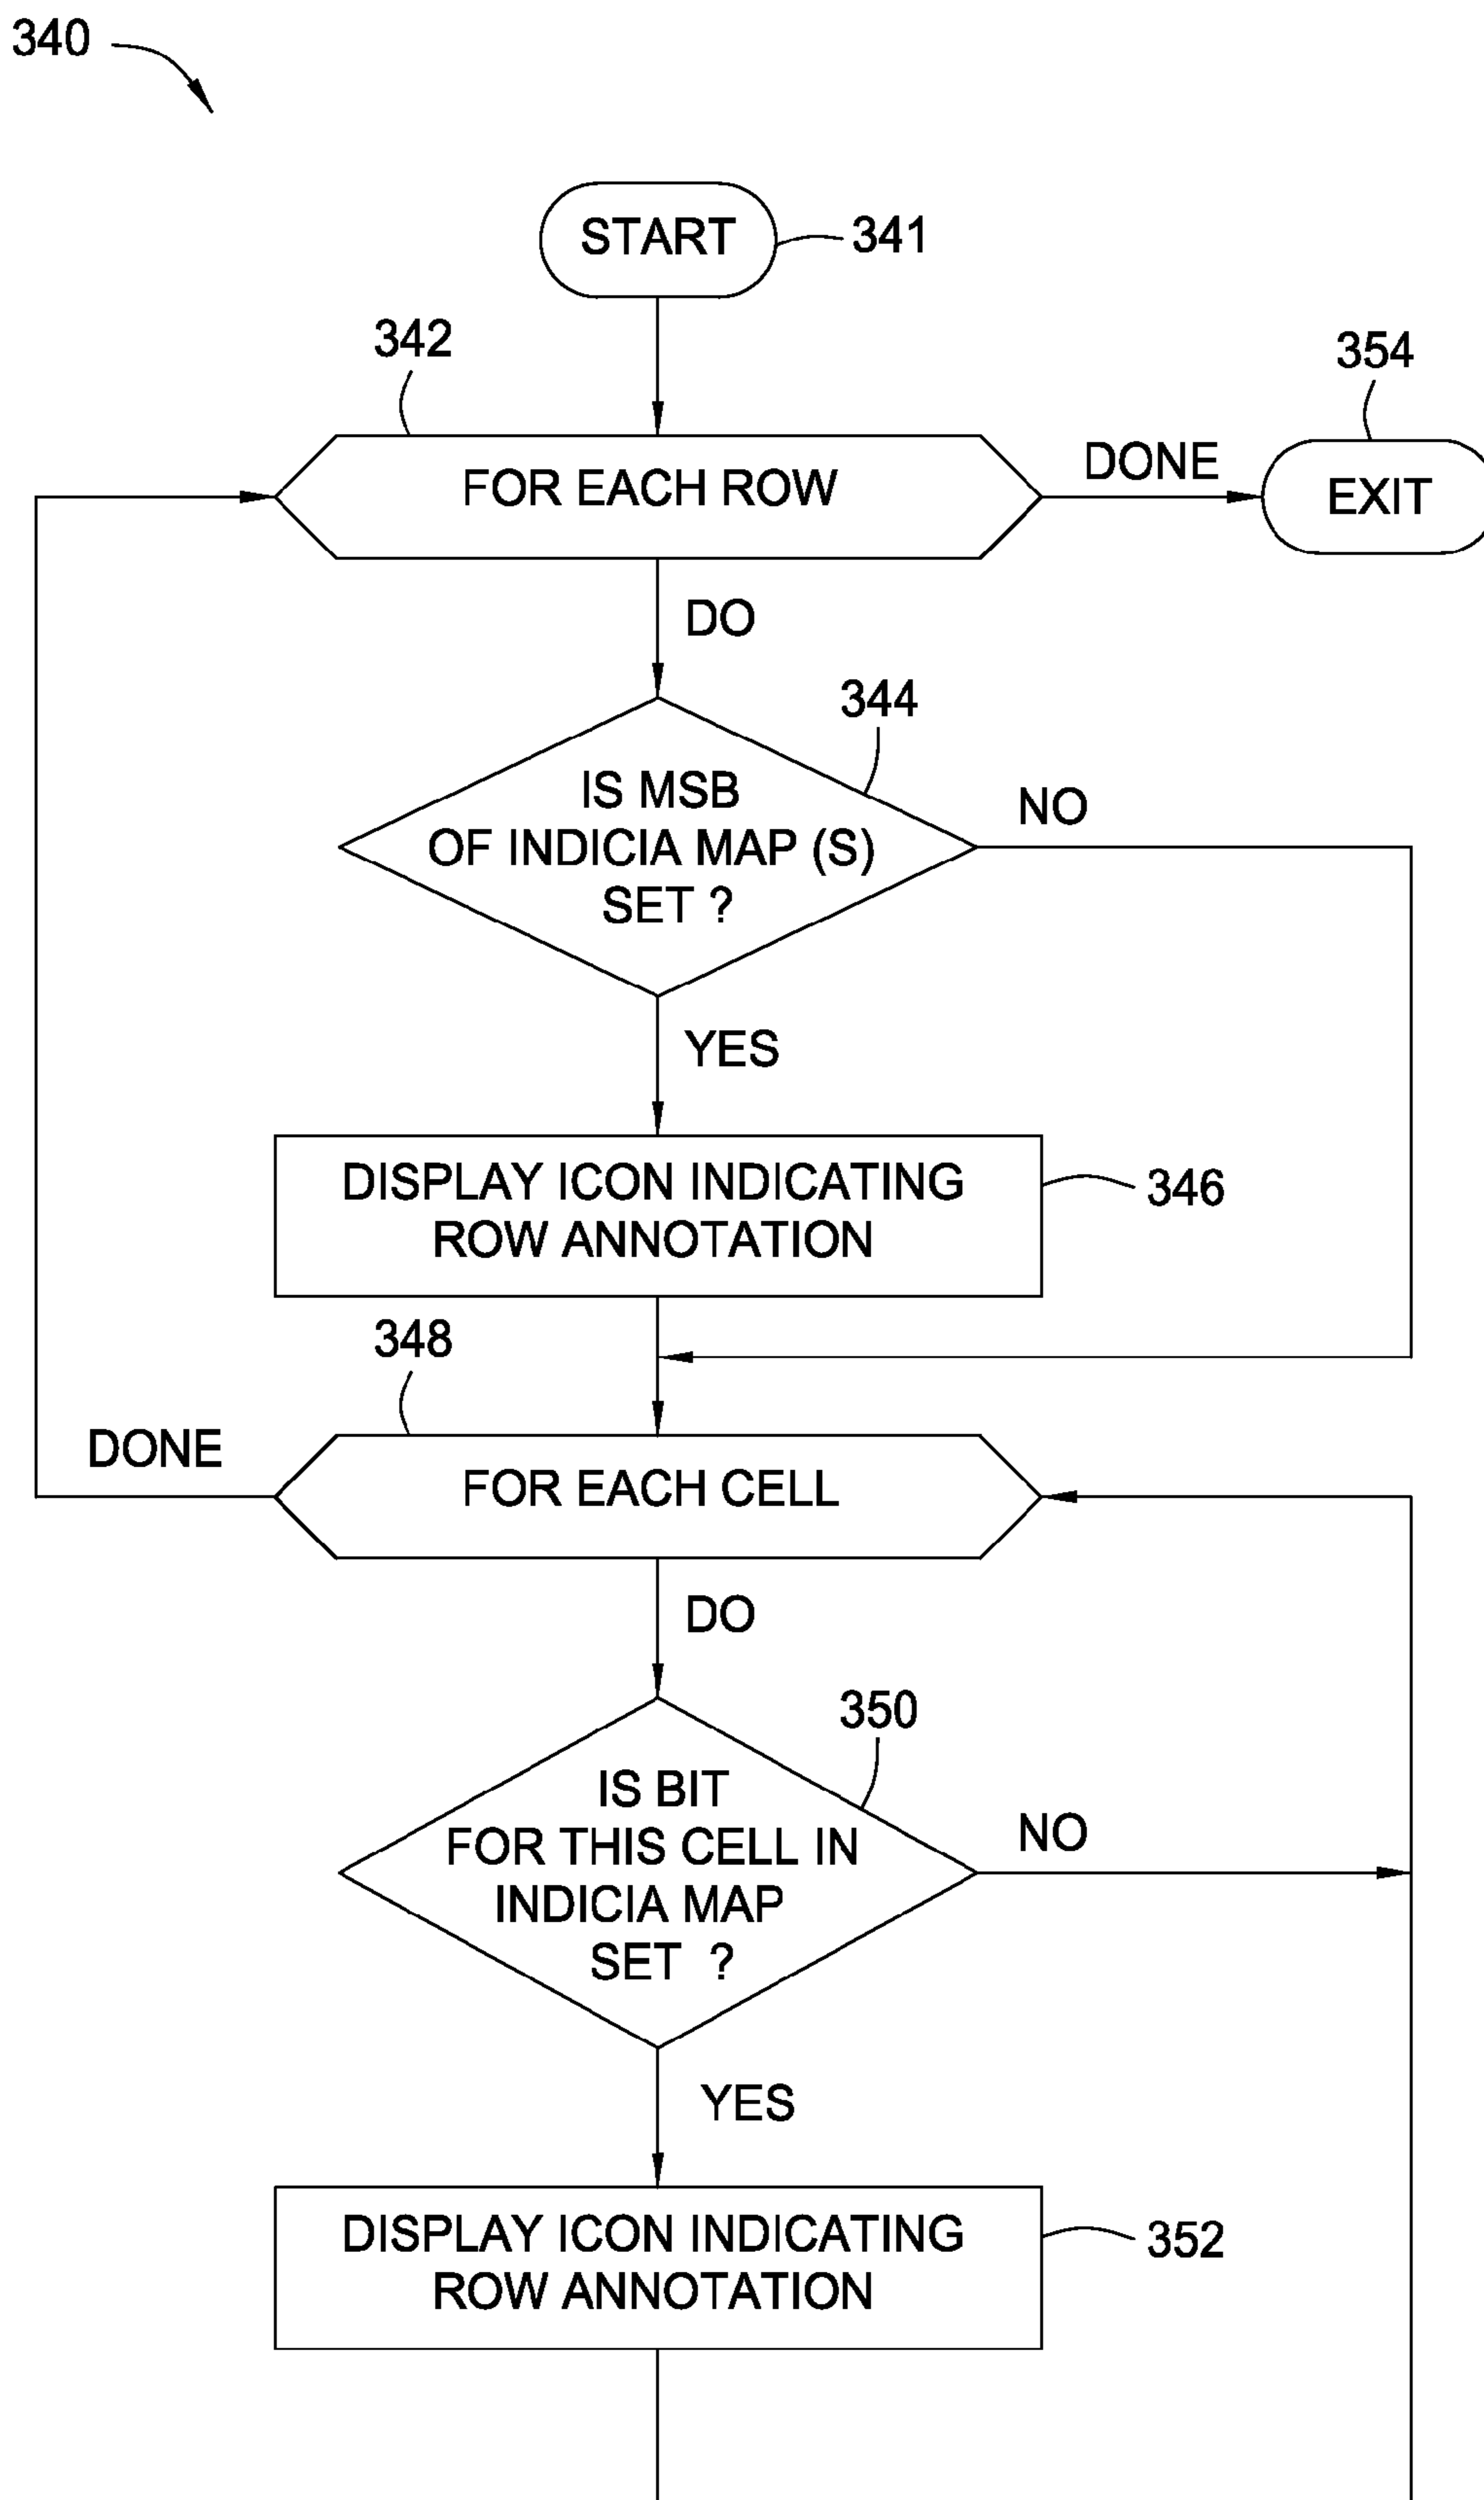 340
START
341
342
354
FOR EACH ROW
DONE
EXIT
DO
344
IS MSB
OF INDICIA MAP (S)
SET ?
NO
YES
DISPLAY ICON INDICATING
ROW ANNOTATION
346
348
DONE
FOR EACH CELL
DO
350
IS BIT
FOR THIS CELL IN
INDICIA MAP
SET ?
NO
YES
DISPLAY ICON INDICATING
ROW ANNOTATION
352